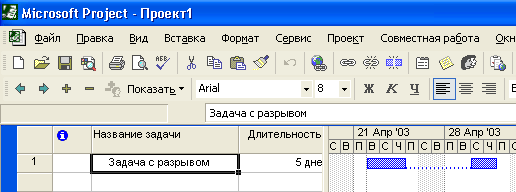 Microsoft Project - Проект1
Файл Правка Вид Вставка Формат Сервис Проект Совместная работа Окн
Показать Arial 8 Ж К Ч
Задача с разрывом
Название задачи Длительность 21 Апр '03 28 Апр '03
С В П В С Ч П С В П В С Ч П С
1 Задача с разрывом 5 дне